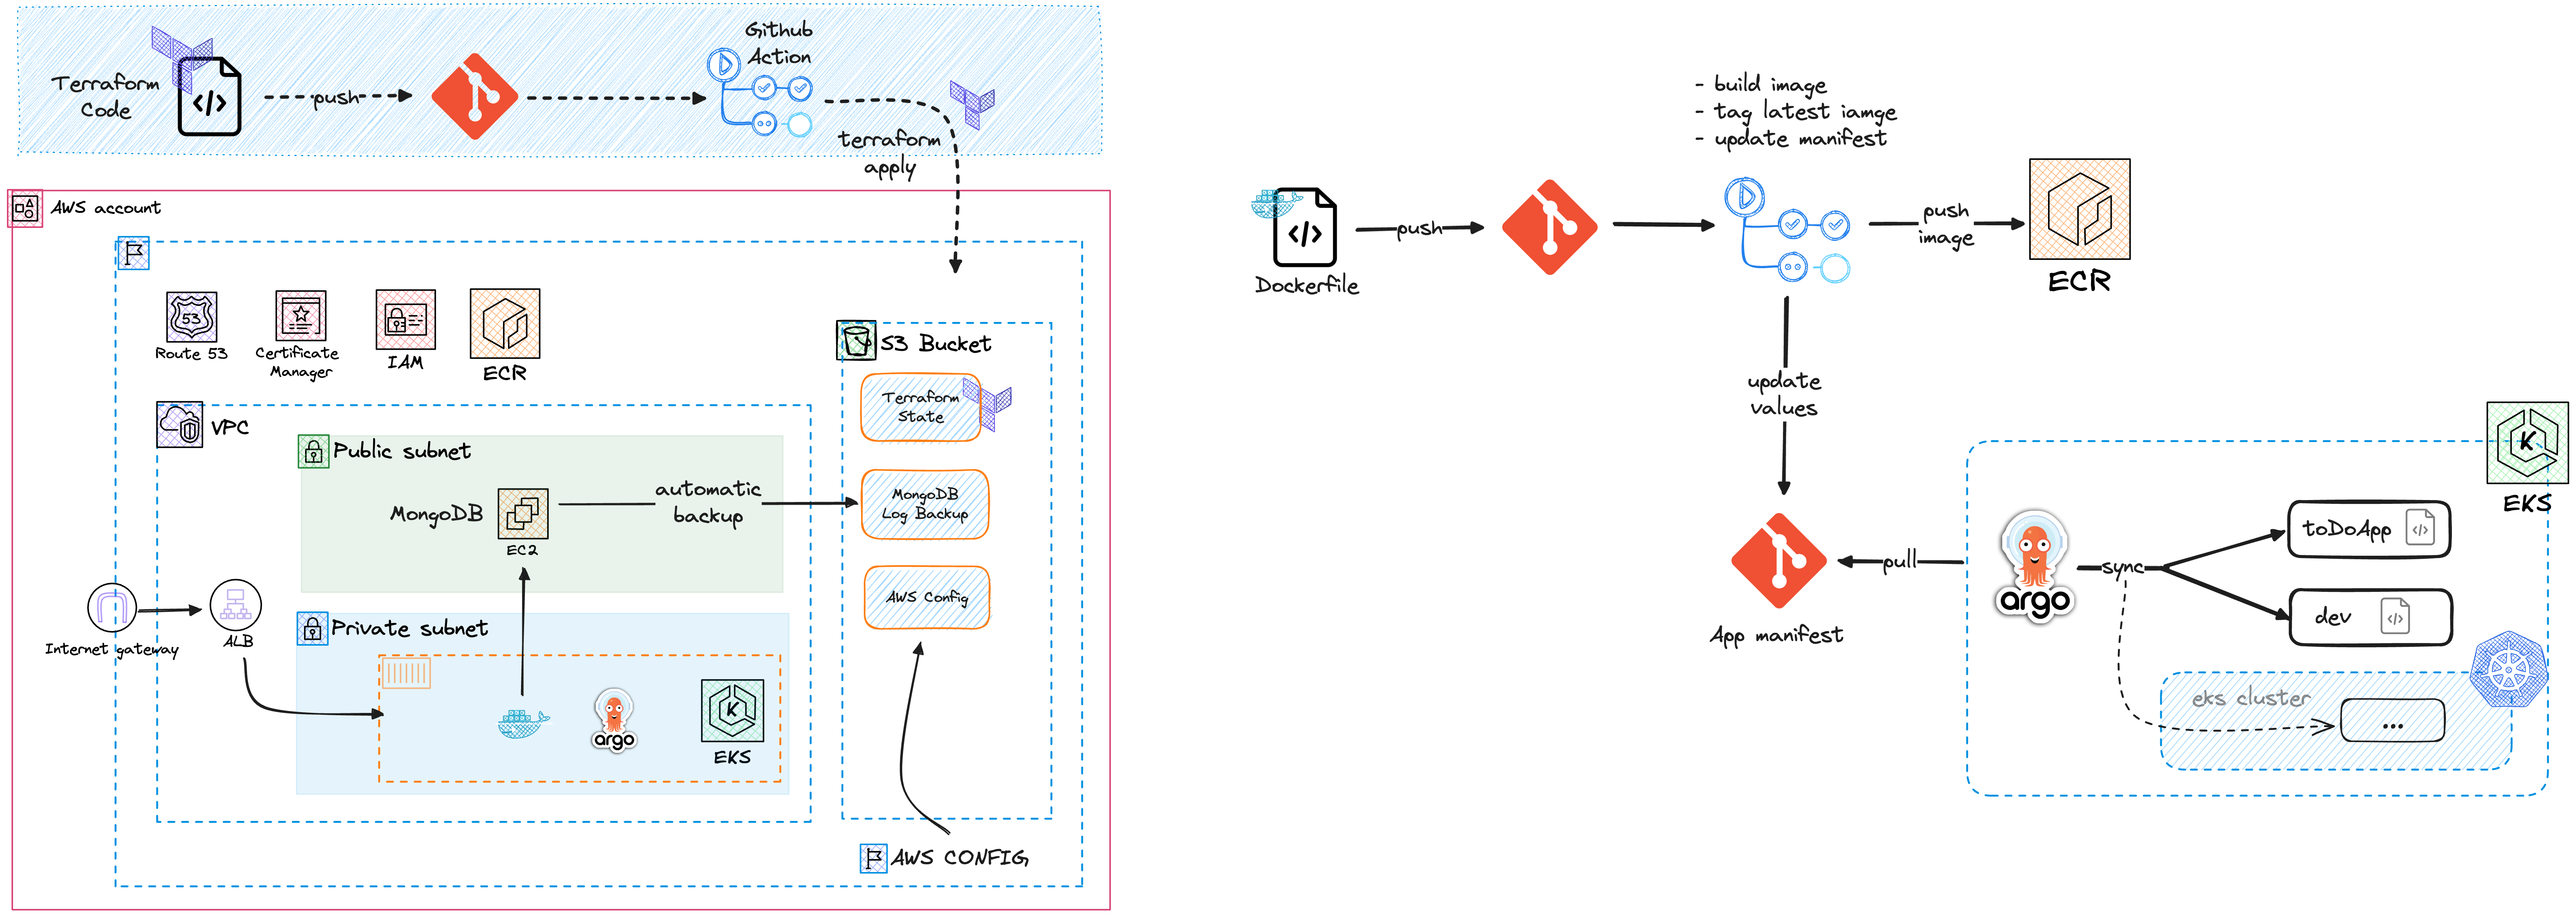 Github
Action
Terraform
Code
</>
push
terraform
apply
AWS account
53
Route 53
Certificate
Manager
IAM
ECR
S3 Bucket
Terraform
State
VPC
Public subnet
MongoDB
EC2
automatic
backup
MongoDB
Log Backup
AWS Config
Internet gateway
ALB
Private subnet
argo
K
EKS
AWS CONFIG
- build image
- tag latest iamge
- update manifest
</>
Dockerfile
push
push
image
ECR
update
values
App manifest
pull
argo
sync
K
EKS
toDoApp </>
dev </>
eks cluster
...